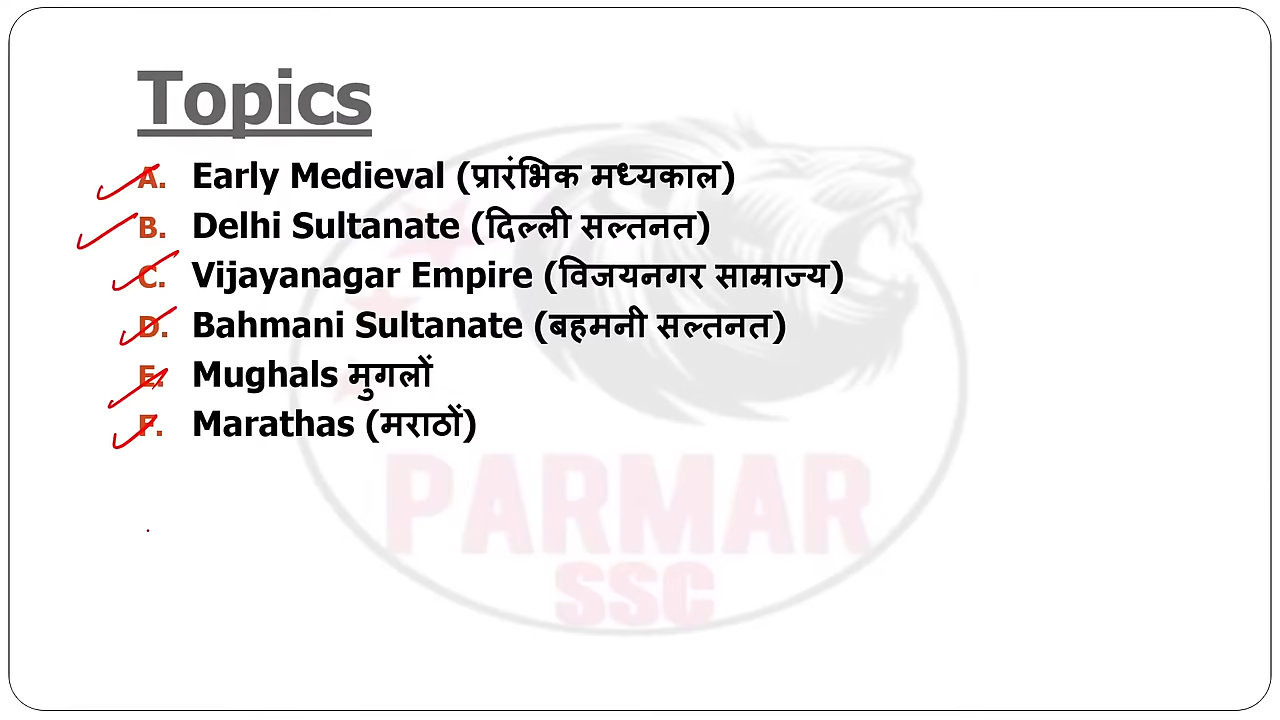 Topics
A. Early Medieval (प्रारंभिक मध्यकाल)
B. Delhi Sultanate (दिल्ली सल्तनत)
C. Vijayanagar Empire (विजयनगर साम्राज्य)
D. Bahmani Sultanate (बहमनी सल्तनत)
E. Mughals मुगलों
F. Marathas (मराठों)
PARMAR
SSC